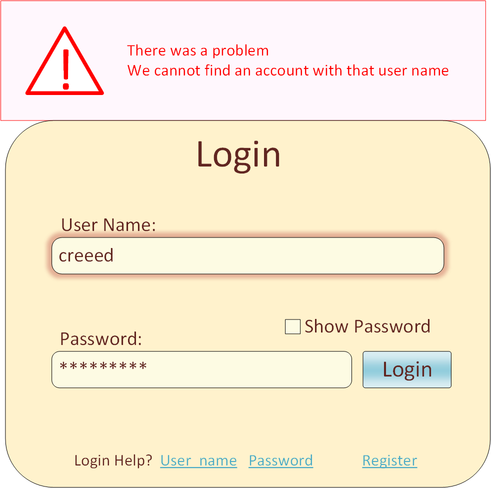 There was a problem
We cannot find an account with that user name
Login
User Name:
creeed
Show Password
Password:
*********
Login
Login Help? User name Password Register